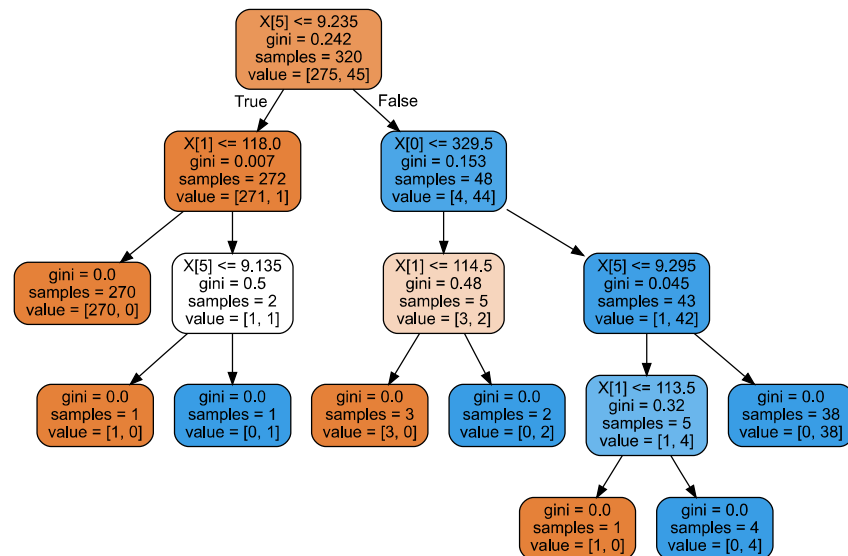 X[5] <= 9.235
gini = 0.242
samples = 320
value = [275, 45]
True
False
X[1] <= 118.0
gini = 0.007
samples = 272
value = [271, 1]
X[0] <= 329.5
gini = 0.153
samples = 48
value = [4, 44]
gini = 0.0
samples = 270
value = [270, 0]
X[5] <= 9.135
gini = 0.5
samples = 2
value = [1, 1]
X[1] <= 114.5
gini = 0.48
samples = 5
value = [3, 2]
X[5] <= 9.295
gini = 0.045
samples = 43
value = [1, 42]
gini = 0.0
samples = 1
value = [1, 0]
gini = 0.0
samples = 1
value = [0, 1]
gini = 0.0
samples = 3
value = [3, 0]
gini = 0.0
samples = 2
value = [0, 2]
X[1] <= 113.5
gini = 0.32
samples = 5
value = [1, 4]
gini = 0.0
samples = 38
value = [0, 38]
gini = 0.0
samples = 1
value = [1, 0]
gini = 0.0
samples = 4
value = [0, 4]